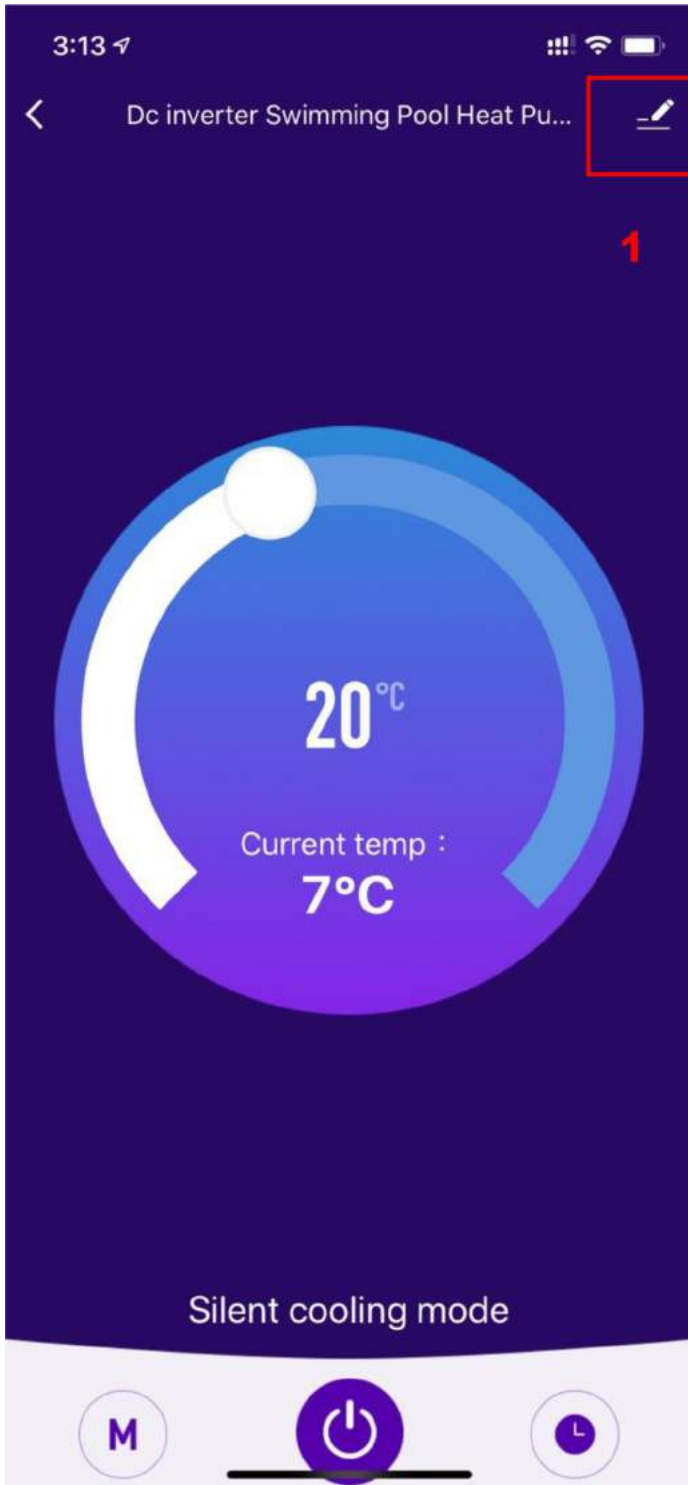 3:13
Dc inverter Swimming Pool Heat Pu...
1
20°C
Current temp :
7°C
Silent cooling mode
M